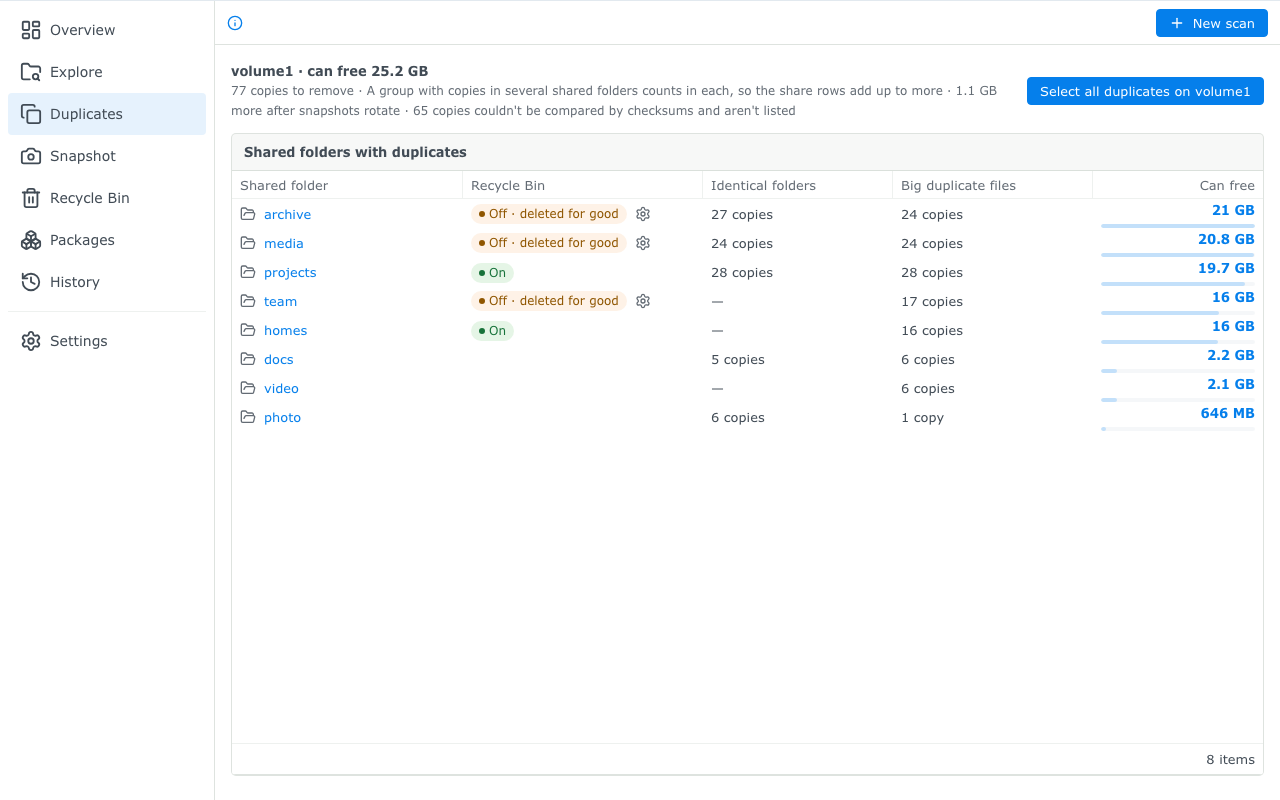 Overview
Explore
Duplicates
Snapshot
Recycle Bin
Packages
History
Settings
New scan
volume1 · can free 25.2 GB
77 copies to remove · A group with copies in several shared folders counts in each, so the share rows add up to more · 1.1 GB
more after snapshots rotate · 65 copies couldn't be compared by checksums and aren't listed
Select all duplicates on volume1
Shared folders with duplicates
Shared folder Recycle Bin Identical folders Big duplicate files Can free
archive Off · deleted for good 27 copies 24 copies 21 GB
media Off · deleted for good 24 copies 24 copies 20.8 GB
projects On 28 copies 28 copies 19.7 GB
team Off · deleted for good — 17 copies 16 GB
homes On — 16 copies 16 GB
docs 5 copies 6 copies 2.2 GB
video — 6 copies 2.1 GB
photo 6 copies 1 copy 646 MB
8 items